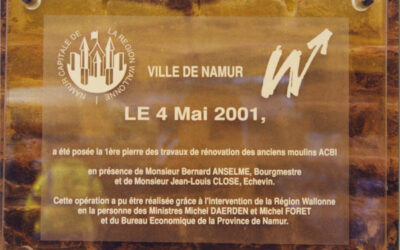 NAMUR CAPITALE DE LA REGION WALLONNE
VILLE DE NAMUR
W
LE 4 Mai 2001,
a été posée la 1ère pierre des travaux de rénovation des anciens moulins ACBI
en présence de Monsieur Bernard ANSELME, Bourgmestre
et de Monsieur Jean-Louis CLOSE, Echevin.
Cette opération a pu être réalisée grâce à l'intervention de la Région Wallonne
en la personne des Ministres Michel DAERDEN et Michel FORET
et du Bureau Economique de la Province de Namur.